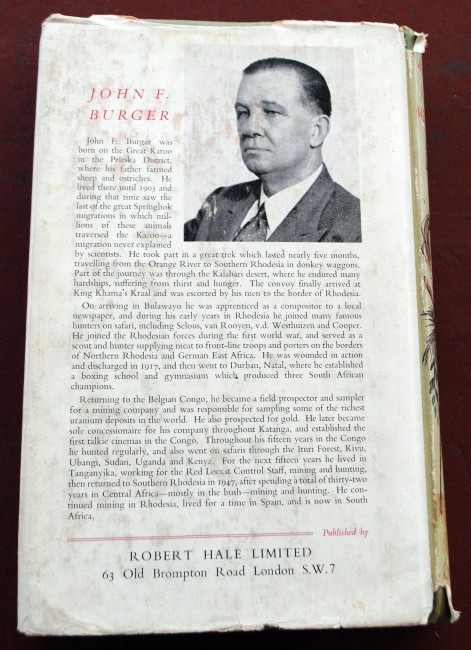 JOHN F.
BURGER
John F. Burger was
born on the Great Karoo
in the Prieska District,
where his father farmed
sheep and ostriches. He
lived there until 1905 and
during that time saw the
last of the great Springbok
migrations in which mil-
lions of these animals
traversed the Karoo—a
migration never explained
by scientists. He took part in a great trek which lasted nearly five months,
travelling from the Orange River to Southern Rhodesia in donkey waggons.
Part of the journey was through the Kalahari desert, where he endured many
hardships, suffering from thirst and hunger. The convoy finally arrived at
King Khama's Kraal and was escorted by his men to the border of Rhodesia.
On arriving in Bulawayo he was apprenticed as a compositor to a local
newspaper, and during his early years in Rhodesia he joined many famous
hunters on safari, including Selous, van Rooyen, v.d. Westhuizen and Cooper.
He joined the Rhodesian forces during the first world war, and served as a
scout and hunter supplying meat to front-line troops and porters on the borders
of Northern Rhodesia and German East Africa. He was wounded in action
and discharged in 1917, and then went to Durban, Natal, where he established
a boxing school and gymnasium which produced three South African
champions.
Returning to the Belgian Congo, he became a field prospector and sampler
for a mining company and was responsible for sampling some of the richest
uranium deposits in the world. He also prospected for gold. He later became
sole concessionaire for his company throughout Katanga, and established the
first talkie cinemas in the Congo. Throughout his fifteen years in the Congo
he hunted regularly, and also went on safaris through the Ituri Forest, Kivu,
Ubangi, Sudan, Uganda and Kenya. For the next fifteen years he lived in
Tanganyika, working for the Red Locust Control Staff, mining and hunting,
then returned to Southern Rhodesia in 1947, after spending a total of thirty-two
years in Central Africa—mostly in the bush—mining and hunting. He con-
tinued mining in Rhodesia, lived for a time in Spain, and is now in South
Africa.
Published by
ROBERT HALE LIMITED
63 Old Brompton Road London S.W.7